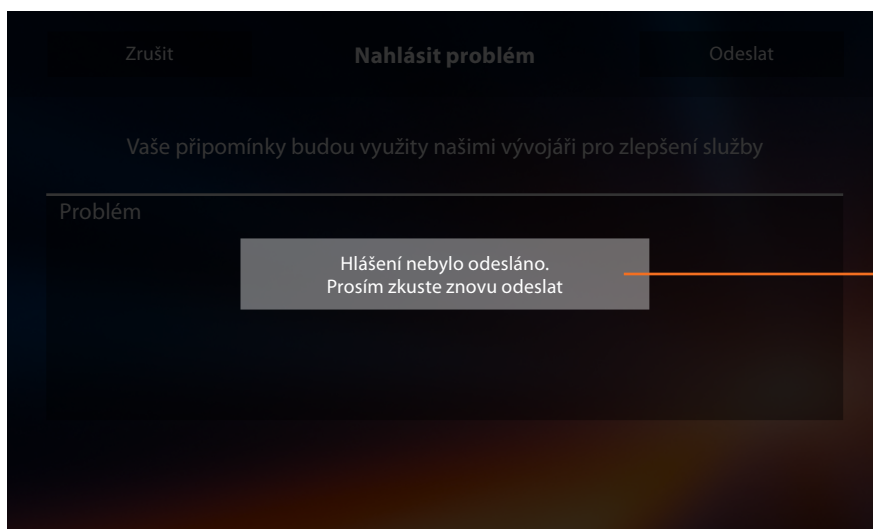 Zrušit
Nahlásit problém
Odeslat
Vaše připomínky budou využity našimi vývojáři pro zlepšení služby
Problém
Hlášení nebylo odesláno.
Prosím zkuste znovu odeslat